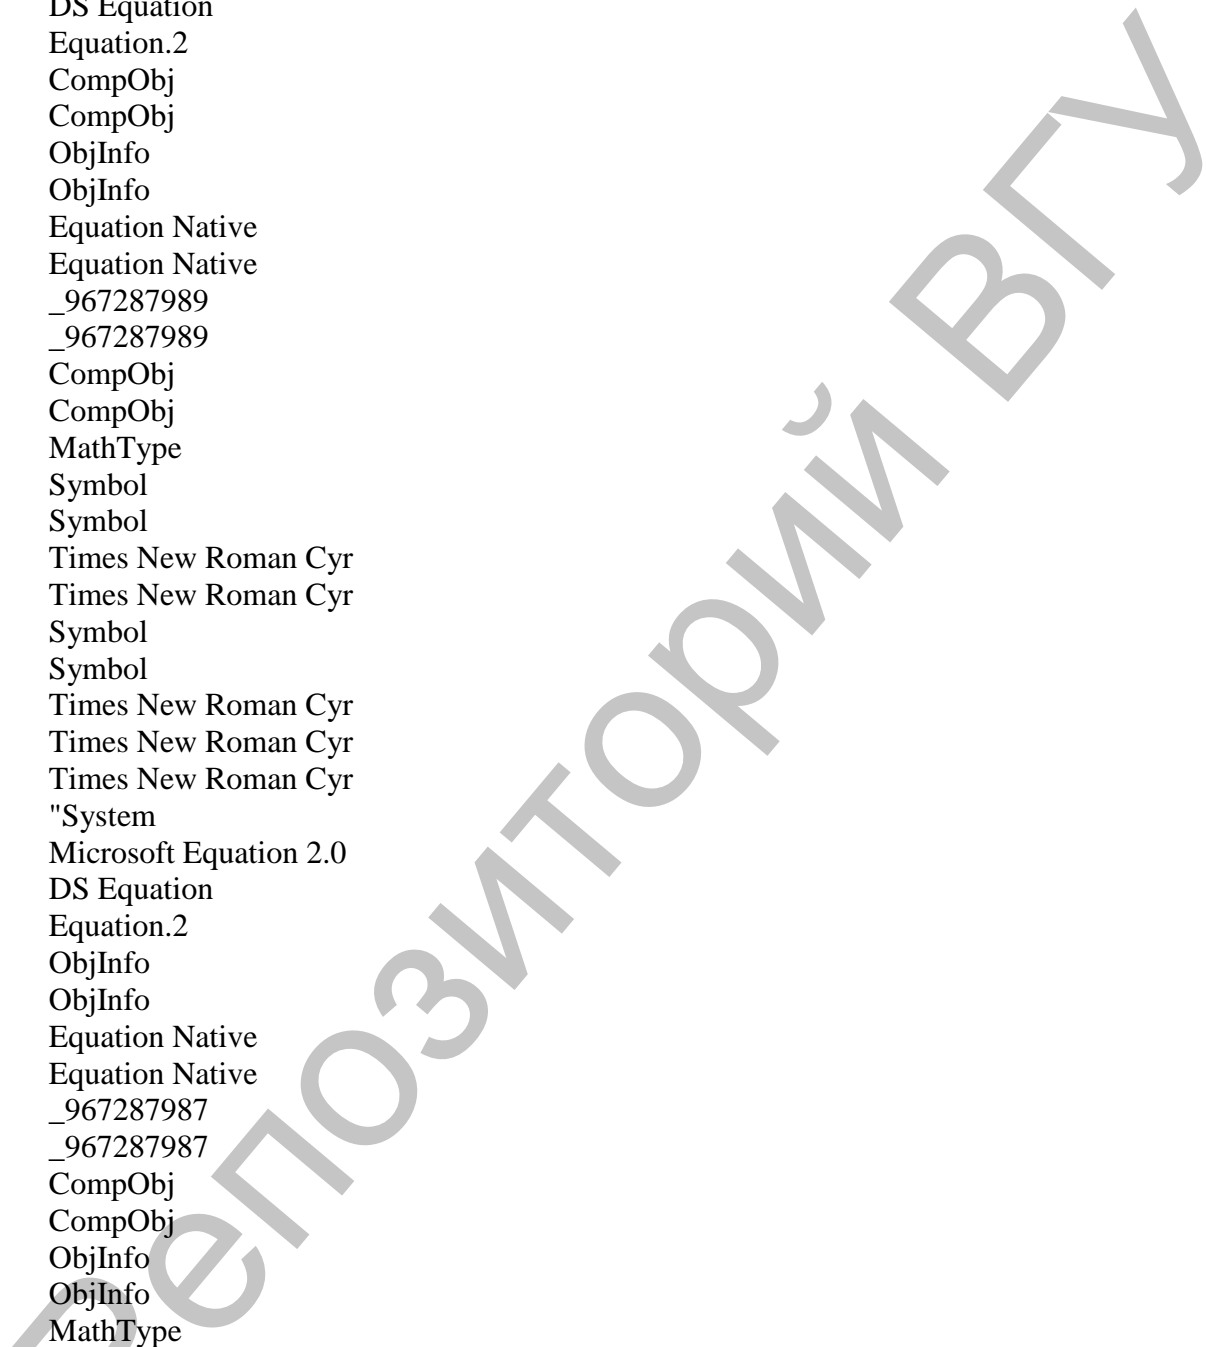 DS Equation
Equation.2
CompObj
CompObj
ObjInfo
ObjInfo
Equation Native
Equation Native
_967287989
_967287989
CompObj
CompObj
MathType
Symbol
Symbol
Times New Roman Cyr
Times New Roman Cyr
Symbol
Symbol
Times New Roman Cyr
Times New Roman Cyr
Times New Roman Cyr
"System
Microsoft Equation 2.0
DS Equation
Equation.2
ObjInfo
ObjInfo
Equation Native
Equation Native
_967287987
_967287987
CompObj
CompObj
ObjInfo
ObjInfo
MathType
Репозиторий ВГУ